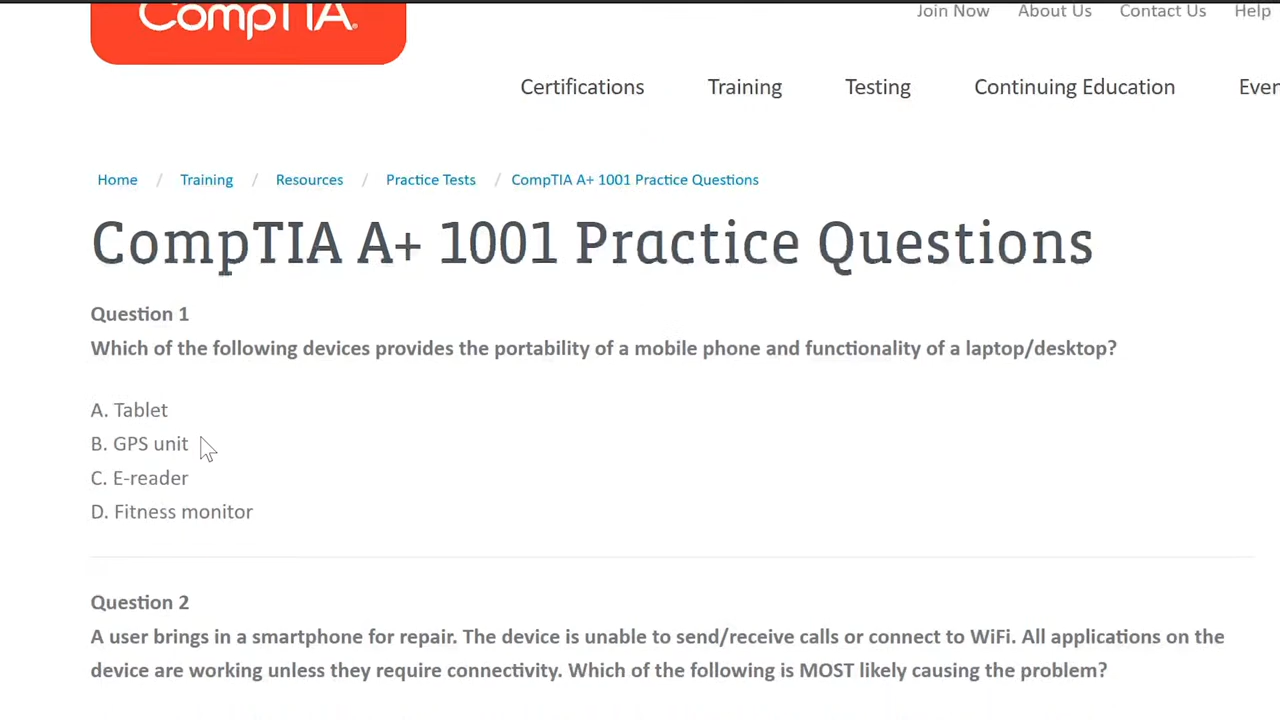 CompTIA.
Join Now About Us Contact Us Help
Certifications Training Testing Continuing Education Even
Home / Training / Resources / Practice Tests / CompTIA A+ 1001 Practice Questions
CompTIA A+ 1001 Practice Questions
Question 1
Which of the following devices provides the portability of a mobile phone and functionality of a laptop/desktop?
A. Tablet
B. GPS unit
C. E-reader
D. Fitness monitor
Question 2
A user brings in a smartphone for repair. The device is unable to send/receive calls or connect to WiFi. All applications on the
device are working unless they require connectivity. Which of the following is MOST likely causing the problem?